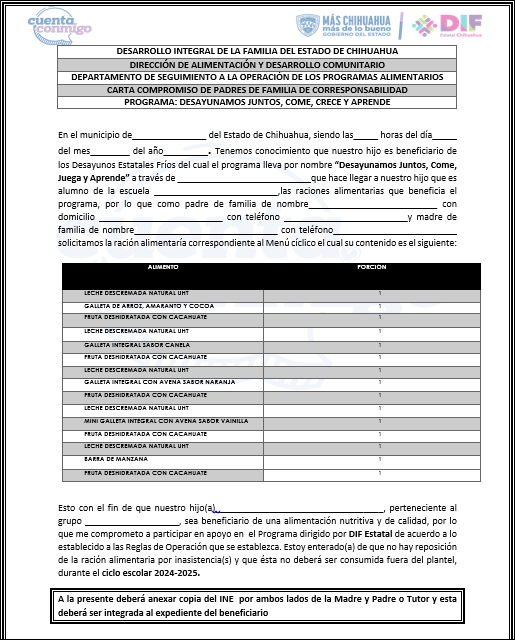 cuenta conmigo
MÁS CHIHUAHUA
más de lo bueno
GOBIERNO DEL ESTADO
DIF
Estatal Chihuahua
DESARROLLO INTEGRAL DE LA FAMILIA DEL ESTADO DE CHIHUAHUA
DIRECCIÓN DE ALIMENTACIÓN Y DESARROLLO COMUNITARIO
DEPARTAMENTO DE SEGUIMIENTO A LA OPERACIÓN DE LOS PROGRAMAS ALIMENTARIOS
CARTA COMPROMISO DE PADRES DE FAMILIA DE CORRESPONSABILIDAD
PROGRAMA: DESAYUNAMOS JUNTOS, COME, CRECE Y APRENDE
En el municipio de________________ del Estado de Chihuahua, siendo las_____ horas del día_____
del mes________ del año_________. Tenemos conocimiento que nuestro hijo es beneficiario de
los Desayunos Estatales Fríos del cual el programa lleva por nombre "Desayunamos Juntos, Come,
Juega y Aprende" a través de ____________________________que hace llegar a nuestro hijo que es
alumno de la escuela __________________________,las raciones alimentarias que beneficia el
programa, por lo que como padre de familia de nombre___________________________ con
domicilio __________________________ con teléfono __________________________y madre de
familia de nombre______________________________ con teléfono__________________________
solicitamos la ración alimentaría correspondiente al Menú cíclico el cual su contenido es el siguiente:
ALIMENTO PORCIÓN
LECHE DESCREMADA NATURAL UHT 1
GALLETA DE ARROZ, AMARANTO Y COCOA 1
FRUTA DESHIDRATADA CON CACAHUATE 1
LECHE DESCREMADA NATURAL UHT 1
GALLETA INTEGRAL SABOR CANELA 1
FRUTA DESHIDRATADA CON CACAHUATE 1
LECHE DESCREMADA NATURAL UHT 1
GALLETA INTEGRAL CON AVENA SABOR NARANJA 1
FRUTA DESHIDRATADA CON CACAHUATE 1
LECHE DESCREMADA NATURAL UHT 1
MINI GALLETA INTEGRAL CON AVENA SABOR VAINILLA 1
FRUTA DESHIDRATADA CON CACAHUATE 1
LECHE DESCREMADA NATURAL UHT 1
BARRA DE MANZANA 1
FRUTA DESHIDRATADA CON CACAHUATE 1
Esto con el fin de que nuestro hijo(a)_,___________________________________, perteneciente al
grupo ____________________, sea beneficiario de una alimentación nutritiva y de calidad, por lo
que me comprometo a participar en apoyo en el Programa dirigido por DIF Estatal de acuerdo a lo
establecido a las Reglas de Operación que se establezca. Estoy enterado(a) de que no hay reposición
de la ración alimentaria por inasistencia(s) y que ésta no deberá ser consumida fuera del plantel,
durante el ciclo escolar 2024-2025.
A la presente deberá anexar copia del INE por ambos lados de la Madre y Padre o Tutor y esta
deberá ser integrada al expediente del beneficiario